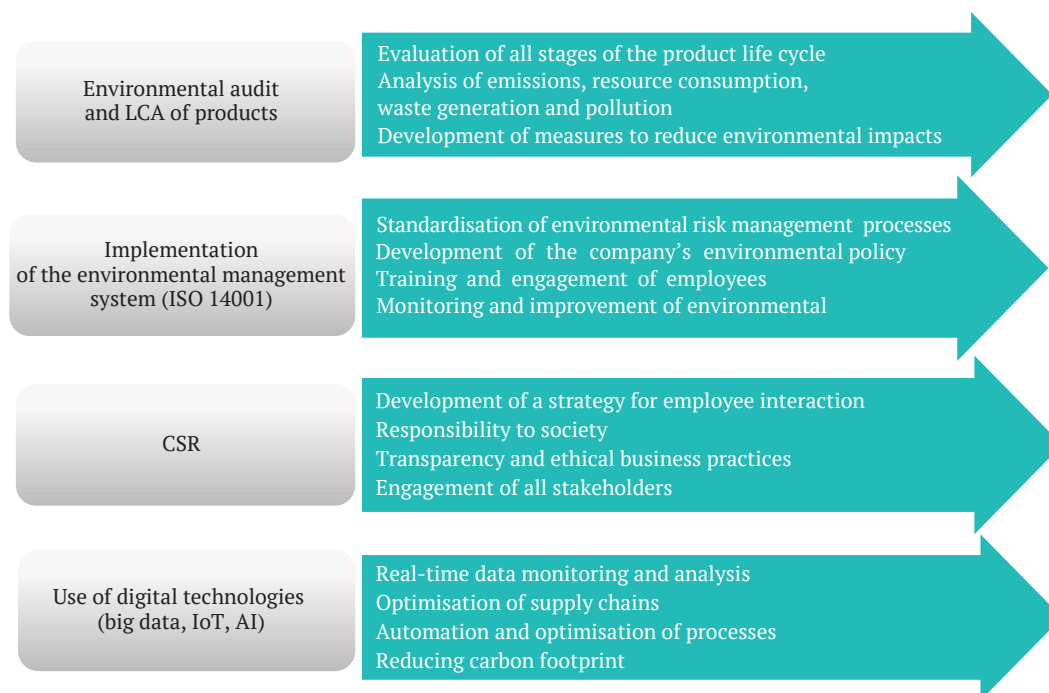 Environmental audit
and LCA of products
Evaluation of all stages of the product life cycle
Analysis of emissions, resource consumption,
waste generation and pollution
Development of measures to reduce environmental impacts
Implementation
of the environmental management
system (ISO 14001)
Standardisation of environmental risk management processes
Development of the company's environmental policy
Training and engagement of employees
Monitoring and improvement of environmental
CSR
Development of a strategy for employee interaction
Responsibility to society
Transparency and ethical business practices
Engagement of all stakeholders
Use of digital technologies
(big data, IoT, AI)
Real-time data monitoring and analysis
Optimisation of supply chains
Automation and optimisation of processes
Reducing carbon footprint